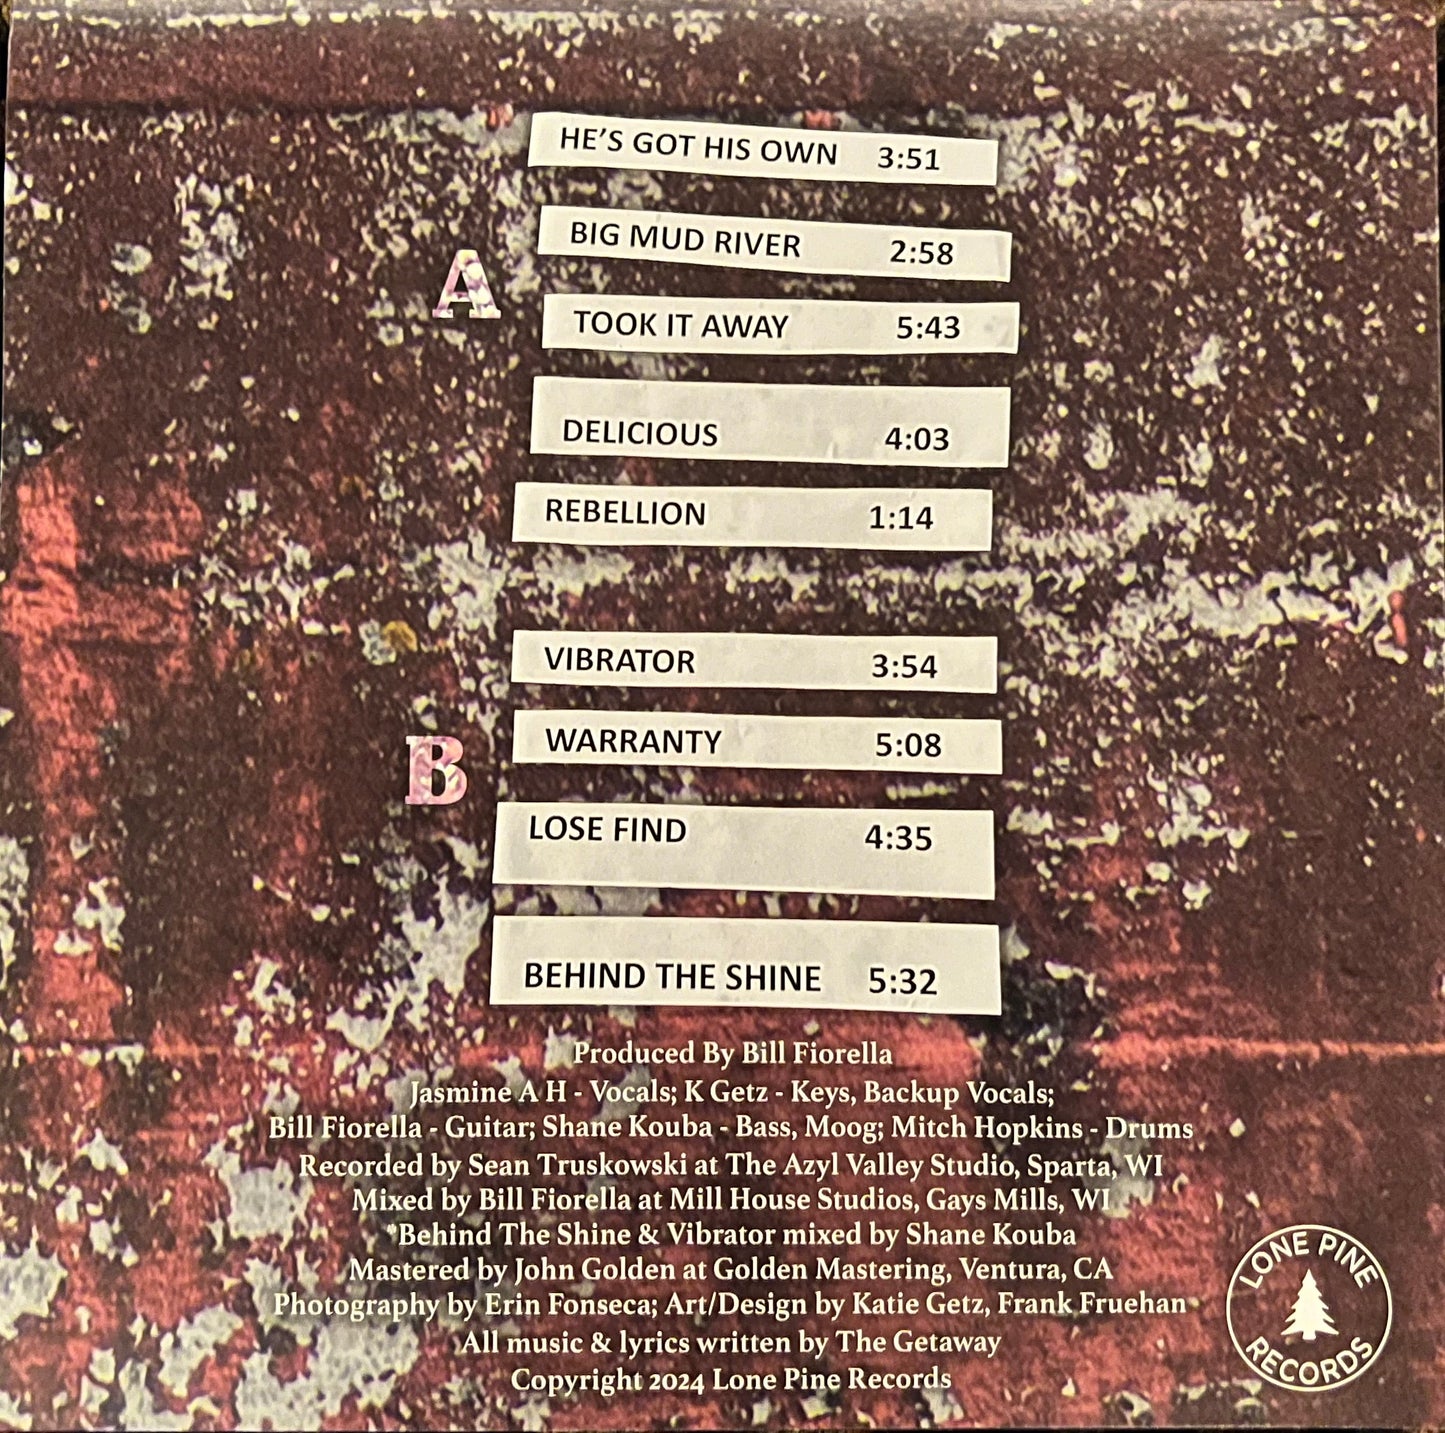 HE'S GOT HIS OWN 3:51
BIG MUD RIVER 2:58
A
TOOK IT AWAY 5:43
DELICIOUS 4:03
REBELLION 1:14
VIBRATOR 3:54
WARRANTY 5:08
B
LOSE FIND 4:35
BEHIND THE SHINE 5:32
Produced By Bill Fiorella
Jasmine A H - Vocals; K Getz - Keys, Backup Vocals;
Bill Fiorella - Guitar; Shane Kouba - Bass, Moog; Mitch Hopkins - Drums
Recorded by Sean Truskowski at The Azyl Valley Studio, Sparta, WI
Mixed by Bill Fiorella at Mill House Studios, Gays Mills, WI
*Behind The Shine & Vibrator mixed by Shane Kouba
Mastered by John Golden at Golden Mastering, Ventura, CA
Photography by Erin Fonseca; Art/Design by Katie Getz, Frank Fruehan
All music & lyrics written by The Getaway
Copyright 2024 Lone Pine Records
LONE PINE
RECORDS